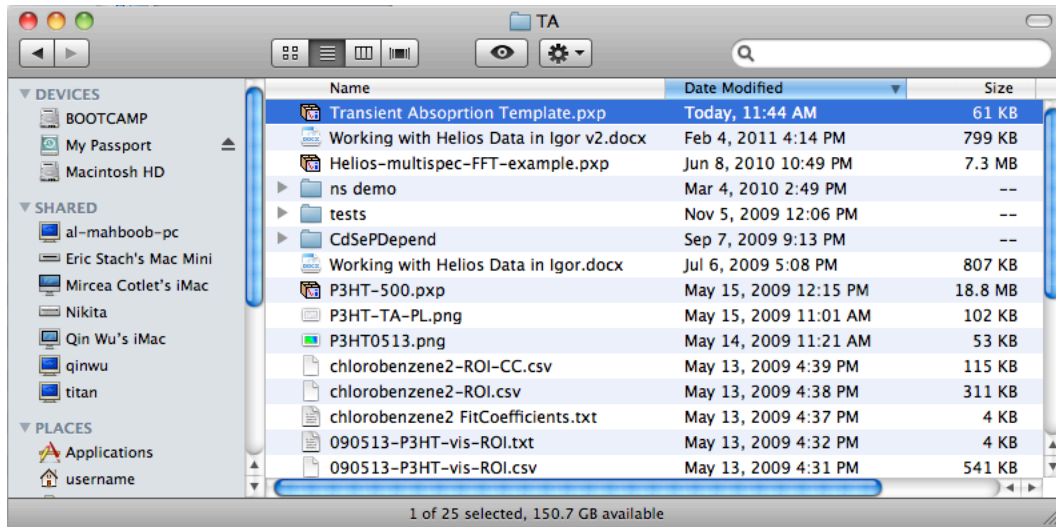 TA
Name Date Modified Size
DEVICES
BOOTCAMP
My Passport
Macintosh HD
SHARED
al-mahboob-pc
Eric Stach's Mac Mini
Mircea Cotlet's iMac
Nikita
Qin Wu's iMac
qinwu
titan
PLACES
Applications
username
Transient Absoprtion Template.pxp Today, 11:44 AM 61 KB
Working with Helios Data in Igor v2.docx Feb 4, 2011 4:14 PM 799 KB
Helios-multispec-FFT-example.pxp Jun 8, 2010 10:49 PM 7.3 MB
ns demo Mar 4, 2010 2:49 PM --
tests Nov 5, 2009 12:06 PM --
CdSePDepend Sep 7, 2009 9:13 PM --
Working with Helios Data in Igor.docx Jul 6, 2009 5:08 PM 807 KB
P3HT-500.pxp May 15, 2009 12:15 PM 18.8 MB
P3HT-TA-PL.png May 15, 2009 11:01 AM 102 KB
P3HT0513.png May 14, 2009 11:21 AM 53 KB
chlorobenzene2-ROI-CC.csv May 13, 2009 4:39 PM 115 KB
chlorobenzene2-ROI.csv May 13, 2009 4:38 PM 311 KB
chlorobenzene2 FitCoefficients.txt May 13, 2009 4:37 PM 4 KB
090513-P3HT-vis-ROI.txt May 13, 2009 4:32 PM 4 KB
090513-P3HT-vis-ROI.csv May 13, 2009 4:31 PM 541 KB
1 of 25 selected, 150.7 GB available